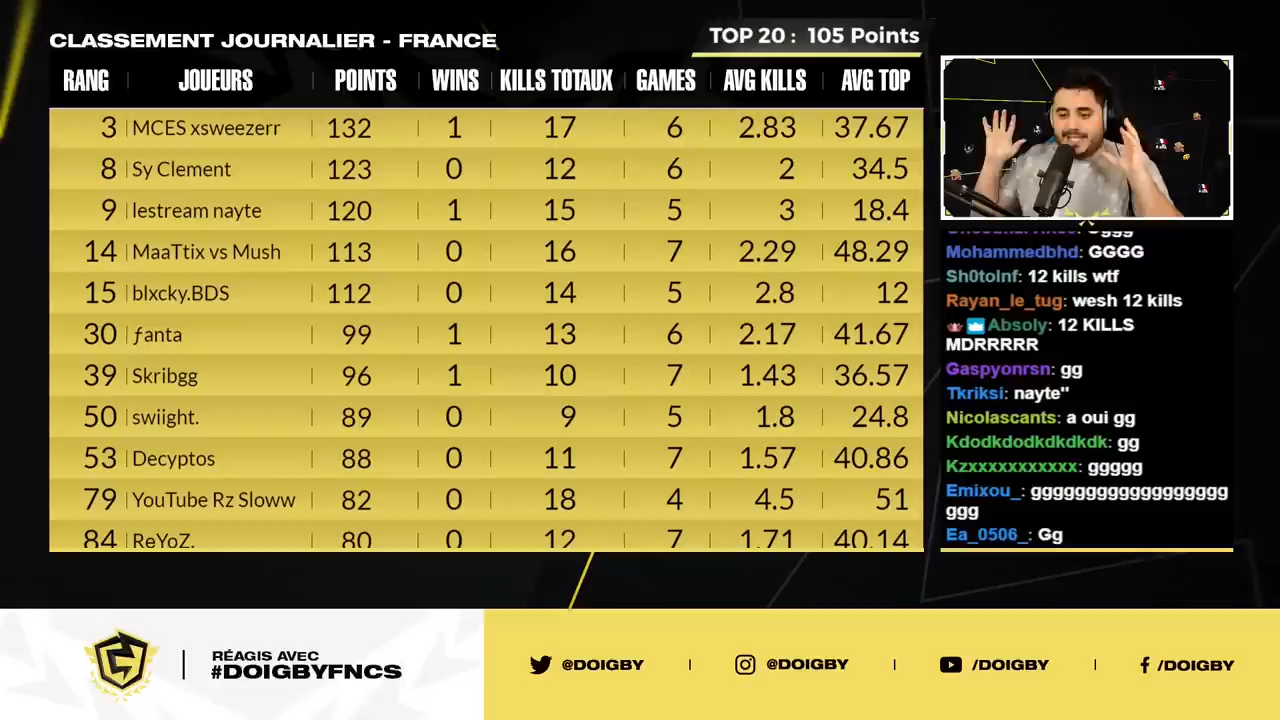 CLASSEMENT JOURNALIER - FRANCE
TOP 20 : 105 Points
RANG JOUEURS POINTS WINS KILLS TOTAUX GAMES AVG KILLS AVG TOP
3 MCES xsweezerr 132 1 17 6 2.83 37.67
8 Sy Clement 123 0 12 6 2 34.5
9 lestream nayte 120 1 15 5 3 18.4
14 MaaTtix vs Mush 113 0 16 7 2.29 48.29
15 blxcky.BDS 112 0 14 5 2.8 12
30 ƒanta 99 1 13 6 2.17 41.67
39 Skribgg 96 1 10 7 1.43 36.57
50 swiight. 89 0 9 5 1.8 24.8
53 Decyptos 88 0 11 7 1.57 40.86
79 YouTube Rz Sloww 82 0 18 4 4.5 51
84 ReYoZ. 80 0 12 7 1.71 40.14
Mohammedbhd: GGGG
Sh0toInf: 12 kills wtf
Rayan_le_tug: wesh 12 kills
Absoly: 12 KILLS
MDRRRRR
Gaspyonrsn: gg
Tkriksi: nayte"
Nicolascants: a oui gg
Kdodkdodkdkdkdk: gg
Kzxxxxxxxxxxx: ggggg
Emixou_: gggggggggggggggggg
ggg
Ea_0506_: Gg
RÉAGIS AVEC
#DOIGBYFNCS
@DOIGBY
@DOIGBY
/DOIGBY
/DOIGBY